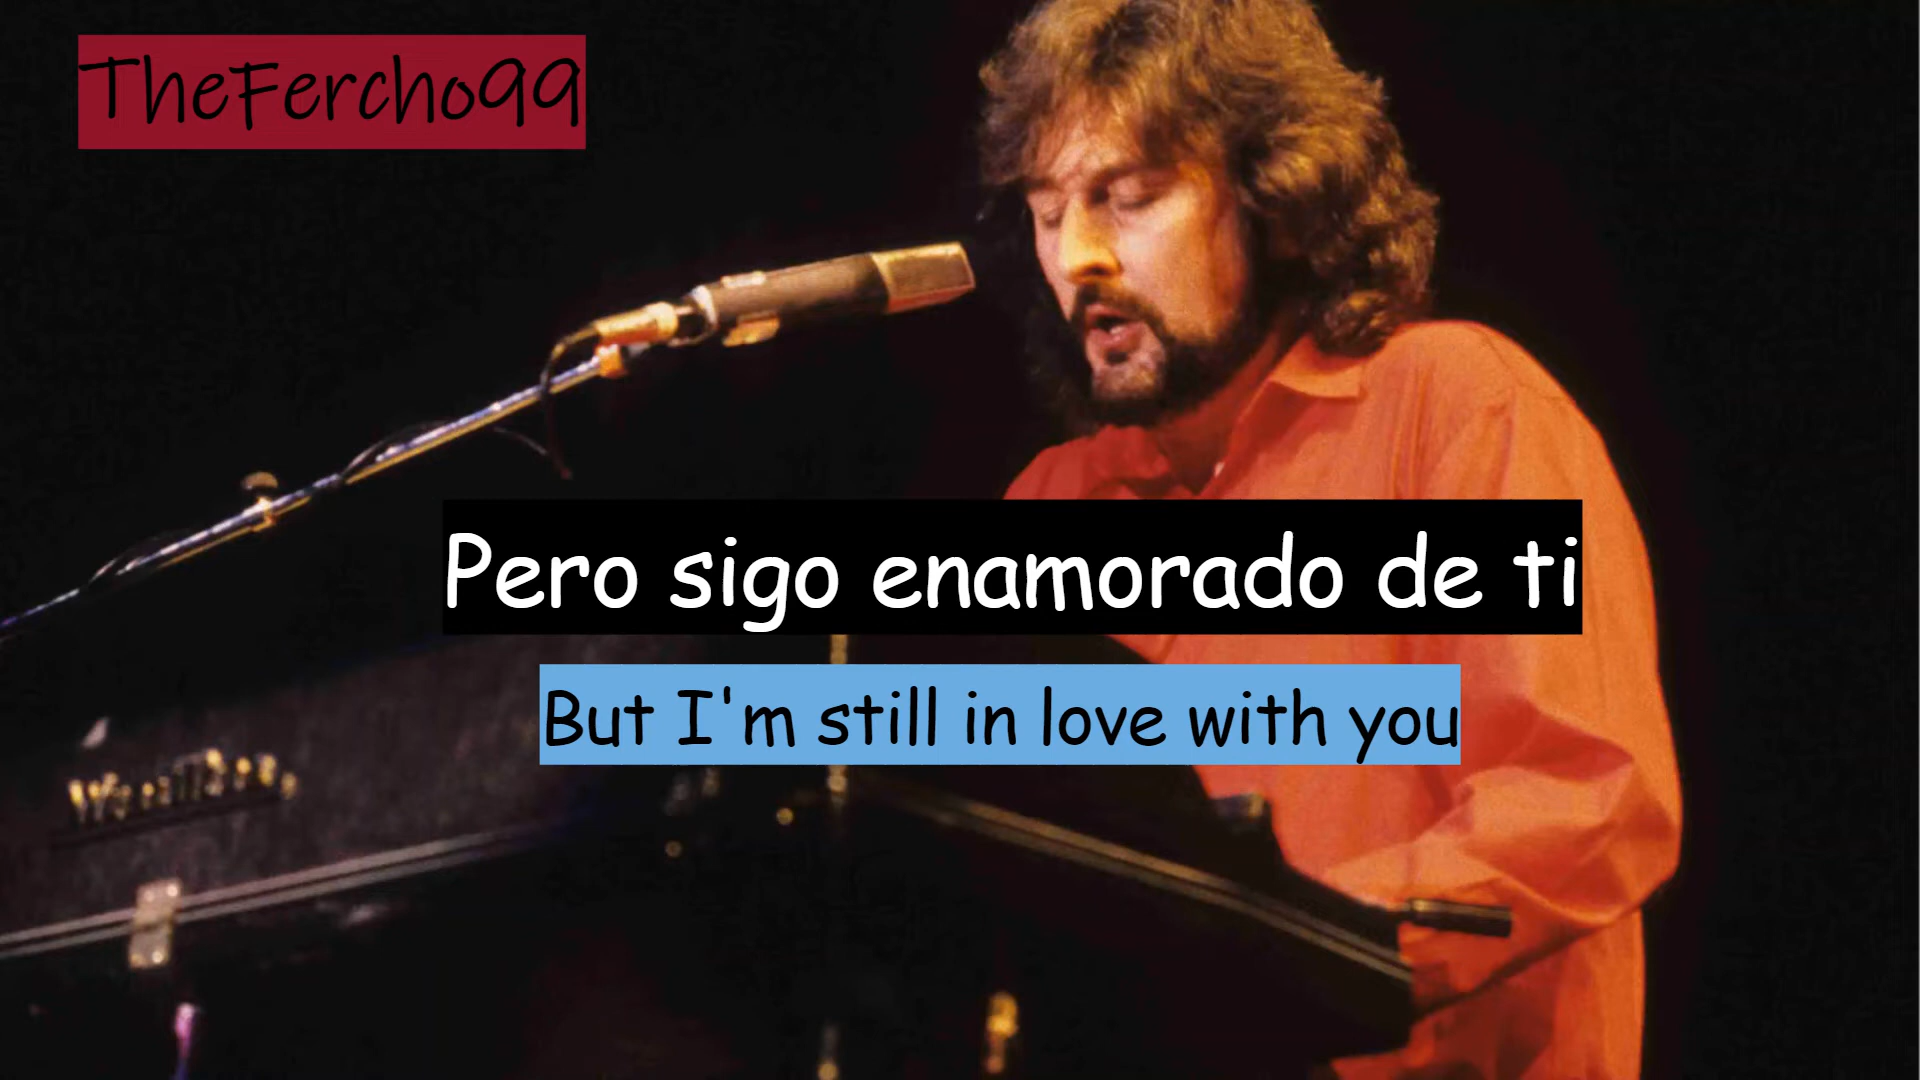 TheFercho99
Pero sigo enamorado de ti
But I'm still in love with you